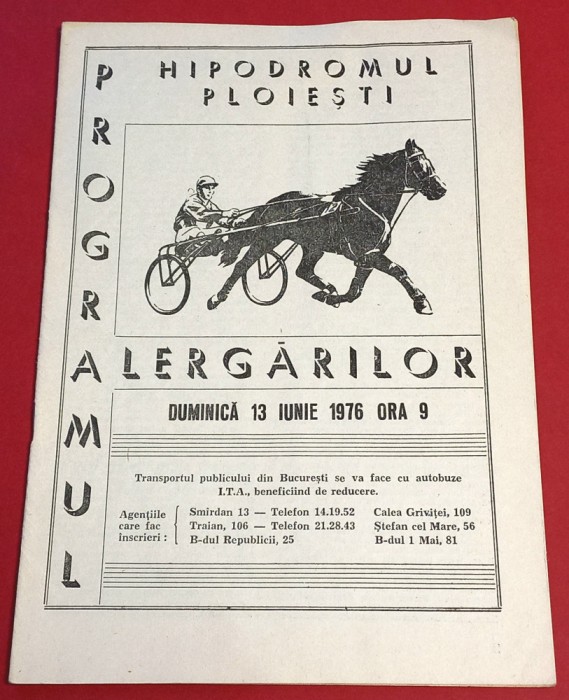 HIPODROMUL
PLOIEȘTI
PROGRAMUL
ALERGĂRILOR
DUMINICĂ 13 IUNIE 1976 ORA 9
Transportul publicului din București se va face cu autobuze
I.T.A., beneficiind de reducere.
Agențiile
care fac
înscrieri :
Smirdan 13 — Telefon 14.19.52
Traian, 106 — Telefon 21.28.43
B-dul Republicii, 25
Calea Griviței, 109
Ștefan cel Mare, 56
B-dul 1 Mai, 81